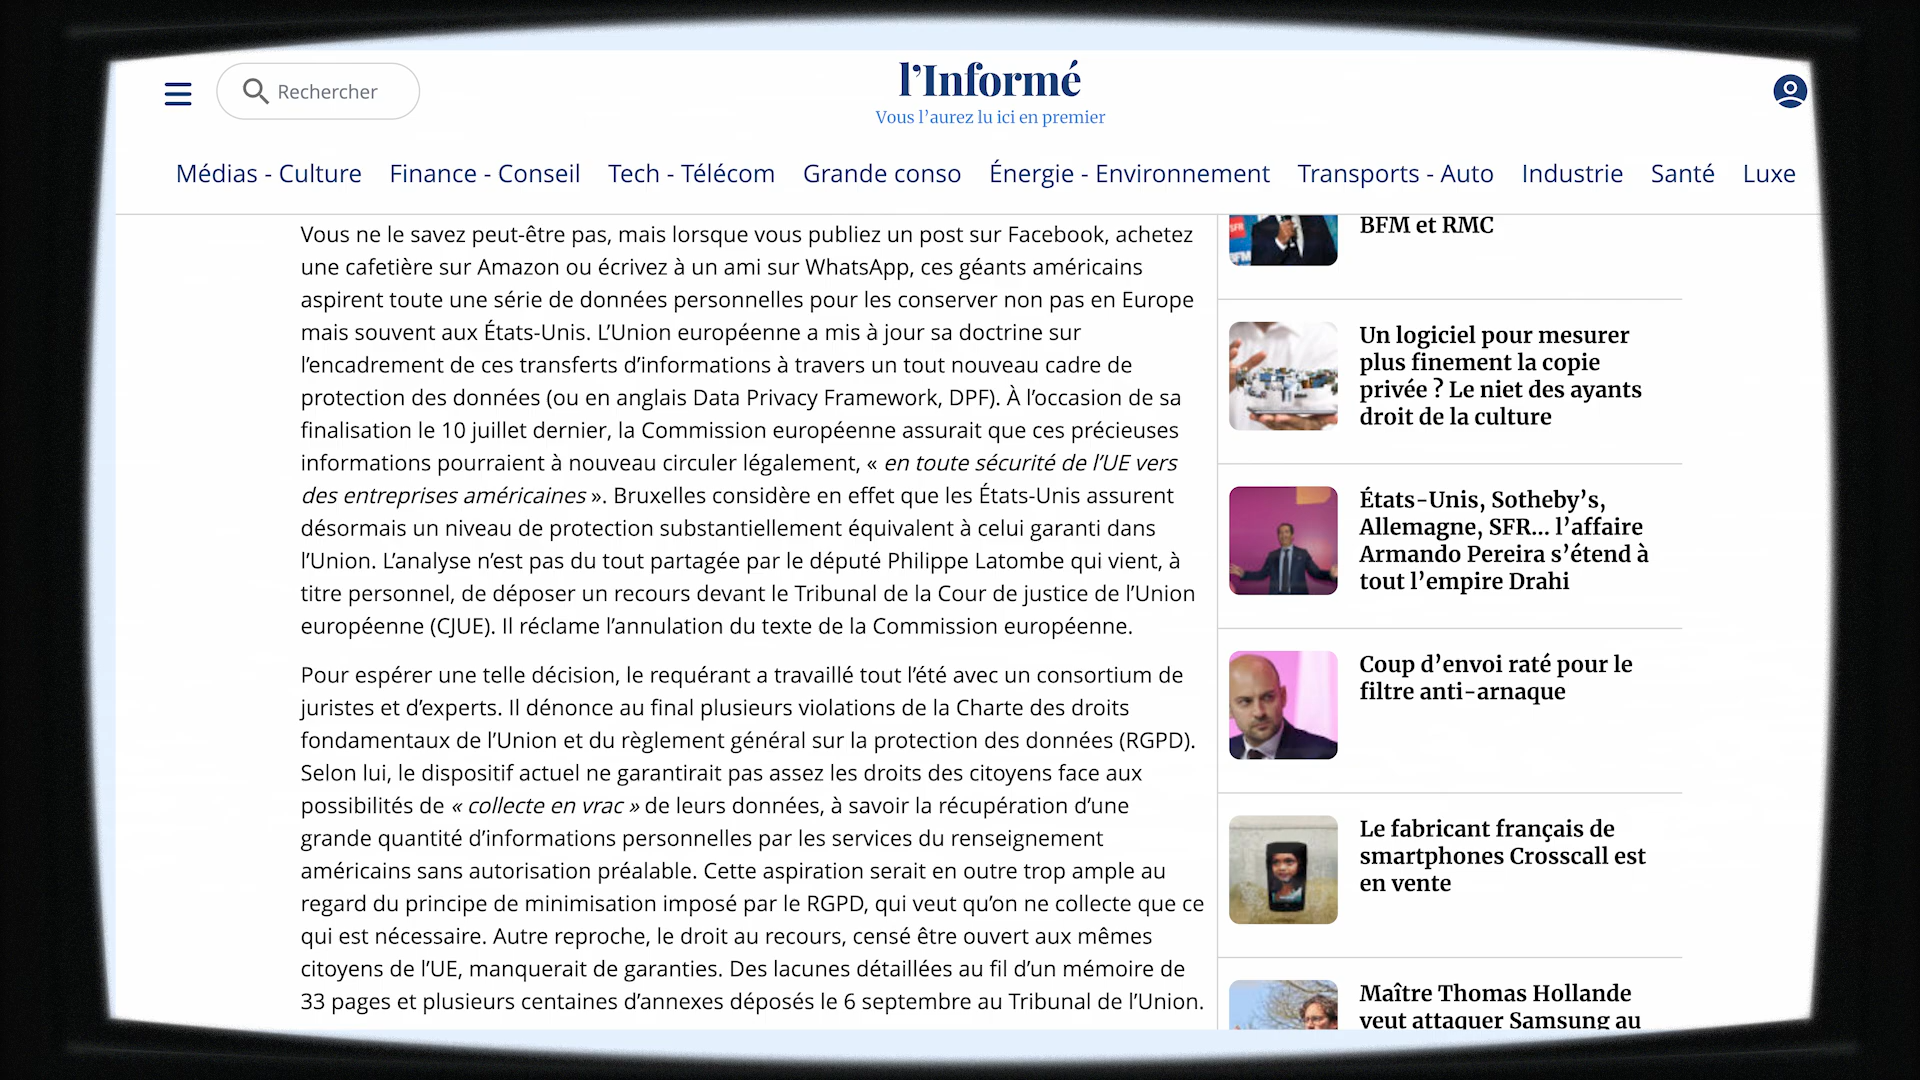 Rechercher
l'Informé
Vous l'aurez lu ici en premier
Médias - Culture
Finance - Conseil
Tech - Télécom
Grande conso
Énergie - Environnement
Transports - Auto
Industrie
Santé
Luxe
Vous ne le savez peut-être pas, mais lorsque vous publiez un post sur Facebook, achetez
une cafetière sur Amazon ou écrivez à un ami sur WhatsApp, ces géants américains
aspirent toute une série de données personnelles pour les conserver non pas en Europe
mais souvent aux États-Unis. L'Union européenne a mis à jour sa doctrine sur
l'encadrement de ces transferts d'informations à travers un tout nouveau cadre de
protection des données (ou en anglais Data Privacy Framework, DPF). À l'occasion de sa
finalisation le 10 juillet dernier, la Commission européenne assurait que ces précieuses
informations pourraient à nouveau circuler légalement, « en toute sécurité de l'UE vers
des entreprises américaines ». Bruxelles considère en effet que les États-Unis assurent
désormais un niveau de protection substantiellement équivalent à celui garanti dans
l'Union. L'analyse n'est pas du tout partagée par le député Philippe Latombe qui vient, à
titre personnel, de déposer un recours devant le Tribunal de la Cour de justice de l'Union
européenne (CJUE). Il réclame l'annulation du texte de la Commission européenne.
Pour espérer une telle décision, le requérant a travaillé tout l'été avec un consortium de
juristes et d'experts. Il dénonce au final plusieurs violations de la Charte des droits
fondamentaux de l'Union et du règlement général sur la protection des données (RGPD).
Selon lui, le dispositif actuel ne garantirait pas assez les droits des citoyens face aux
possibilités de « collecte en vrac » de leurs données, à savoir la récupération d'une
grande quantité d'informations personnelles par les services du renseignement
américains sans autorisation préalable. Cette aspiration serait en outre trop ample au
regard du principe de minimisation imposé par le RGPD, qui veut qu'on ne collecte que ce
qui est nécessaire. Autre reproche, le droit au recours, censé être ouvert aux mêmes
citoyens de l'UE, manquerait de garanties. Des lacunes détaillées au fil d'un mémoire de
33 pages et plusieurs centaines d'annexes déposés le 6 septembre au Tribunal de l'Union.
BFM et RMC
Un logiciel pour mesurer
plus finement la copie
privée ? Le niet des ayants
droit de la culture
États-Unis, Sotheby's,
Allemagne, SFR... l'affaire
Armando Pereira s'étend à
tout l'empire Drahi
Coup d'envoi raté pour le
filtre anti-arnaque
Le fabricant français de
smartphones Crosscall est
en vente
Maître Thomas Hollande
veut attaquer Samsung au